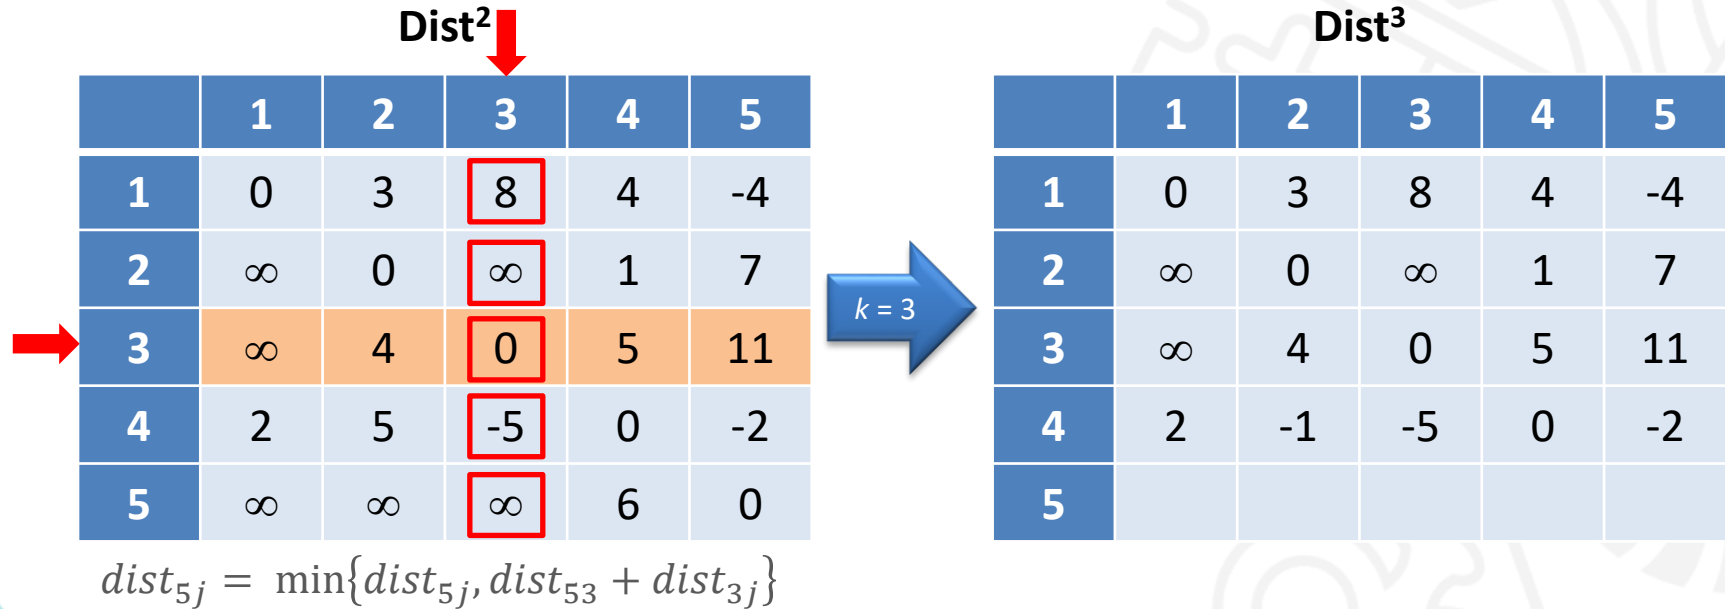 Dist² Dist³
1 2 3 4 5 1 2 3 4 5
1 0 3 8 4 -4 1 0 3 8 4 -4
2 ∞ 0 ∞ 1 7 2 ∞ 0 ∞ 1 7
k = 3
3 ∞ 4 0 5 11 3 ∞ 4 0 5 11
4 2 5 -5 0 -2 4 2 -1 -5 0 -2
5 ∞ ∞ ∞ 6 0 5
dist₅ⱼ = min{dist₅ⱼ, dist₅₃ + dist₃ⱼ}